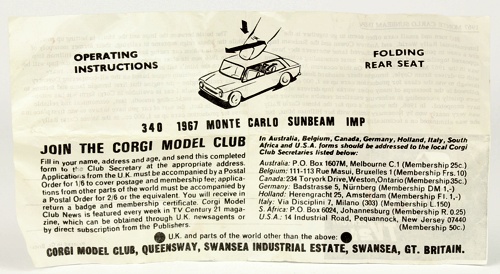 OPERATING
INSTRUCTIONS
FOLDING
REAR SEAT
340 1967 MONTE CARLO SUNBEAM IMP
JOIN THE CORGI MODEL CLUB
Fill in your name, address and age, and send this completed
form to the Club Secretary at the appropriate address.
Applications from the U.K. must be accompanied by a Postal
Order for 1/6 to cover postage and membership fee; applica-
tions from other parts of the world must be accompanied by
a Postal Order for 2/6 or the equivalent. You will receive in
return a badge and membership certificate. Corgi Model
Club News is featured every week in TV Century 21 maga-
zine, which can be obtained through U.K. newsagents or
by direct subscription from the Publishers.
In Australia, Belgium, Canada, Germany, Holland, Italy, South
Africa and U.S.A. forms should be addressed to the local Corgi
Club Secretaries listed below:
Australia: P.O. Box 1607M, Melbourne C.1 (Membership 25c.)
Belgium: 111-113 Rue Masui, Bruxelles 1 (Membership Frs. 10)
Canada: 234 Torycrk Drive, Weston, Ontario (Membership 35c.)
Germany: Badstrasse 5, Nürnberg (Membership DM 1,-)
Holland: Herengracht 25, Amsterdam (Membership Fl. 1,-)
Italy: Via Disciplini 7, Milano (303) (Membership L.150)
S. Africa: P.O. Box 6024, Johannesburg (Membership R. 0.25)
U.S.A.: 14 Industrial Road, Pequannock, New Jersey 07440
(Membership 50c.)
U.K. and parts of the world other than the above:
CORGI MODEL CLUB, QUEENSWAY, SWANSEA INDUSTRIAL ESTATE, SWANSEA, GT. BRITAIN.